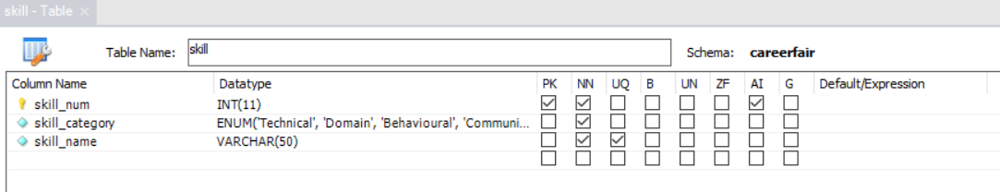 skill - Table ×
Table Name: skill Schema: careerfair
Column Name Datatype PK NN UQ B UN ZF AI G Default/Expression
skill_num INT(11)
skill_category ENUM('Technical', 'Domain', 'Behavioural', 'Communi...
skill_name VARCHAR(50)